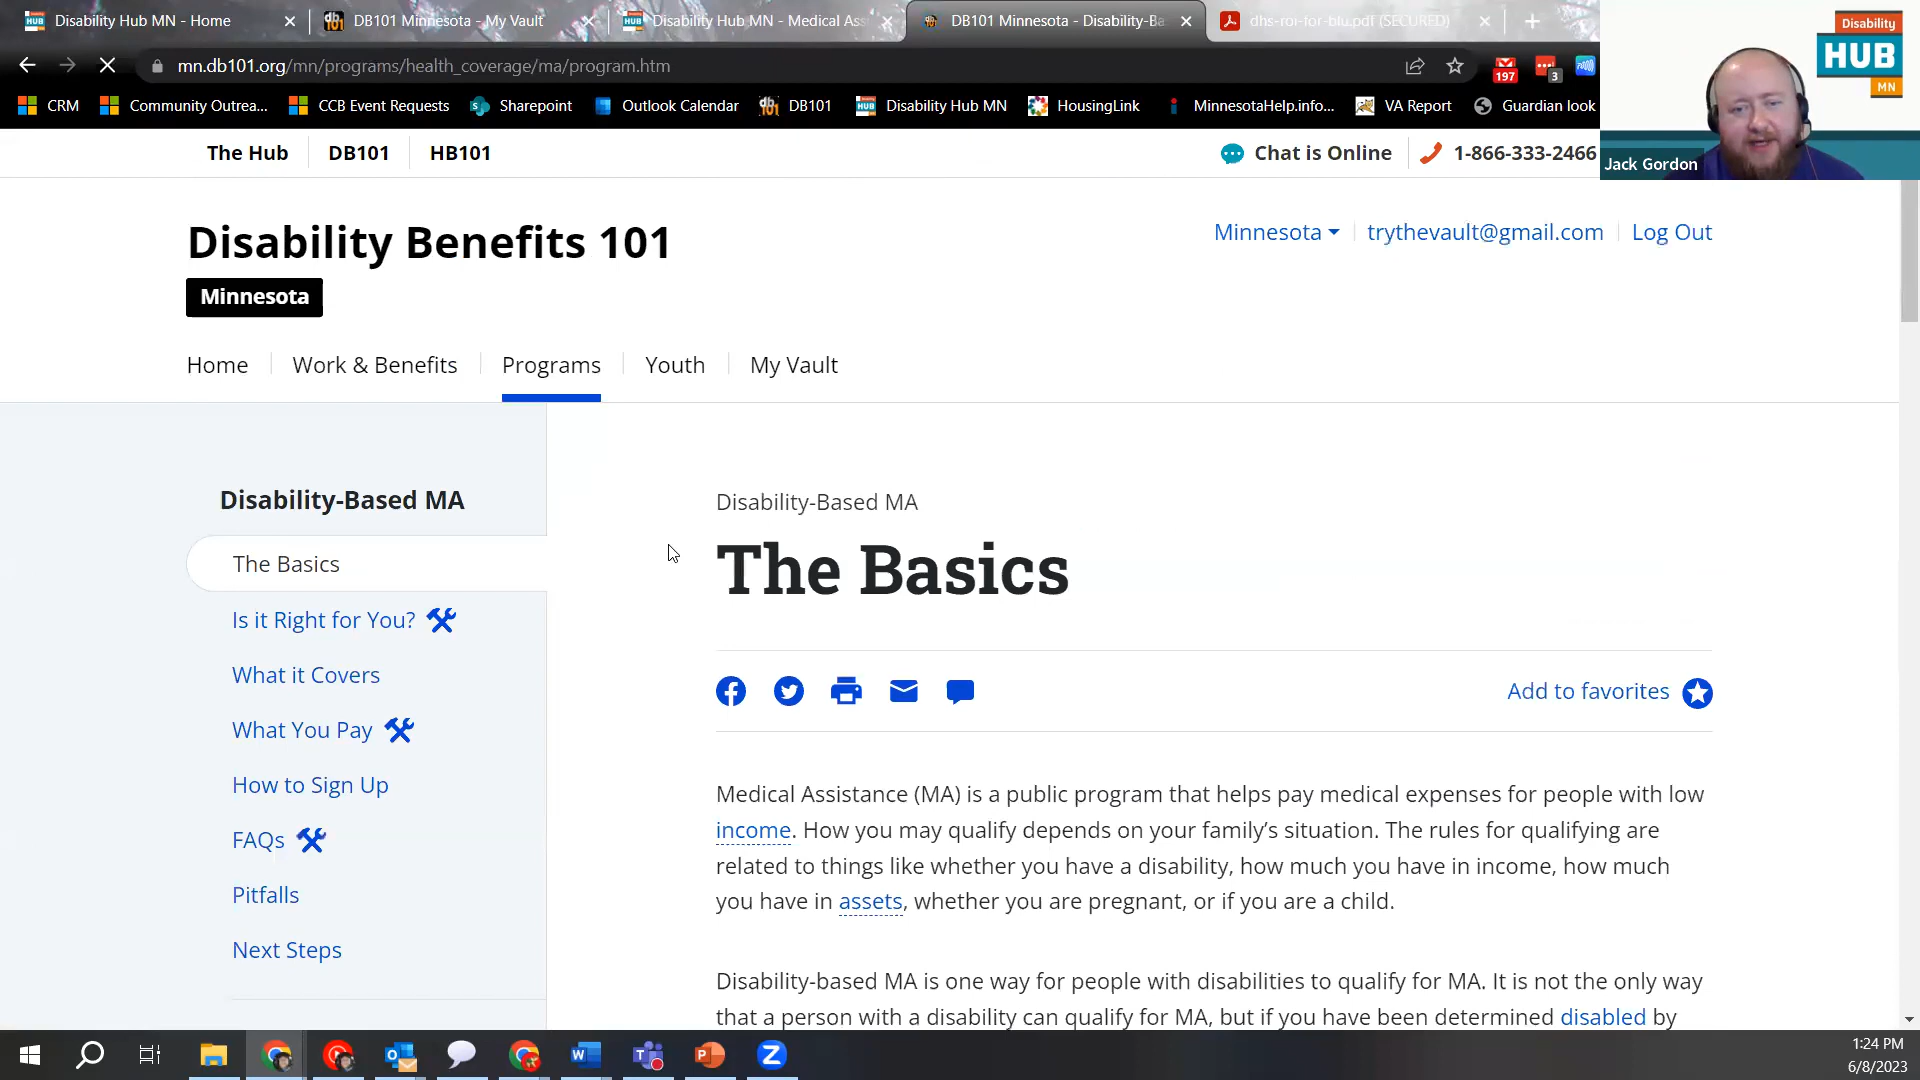 Disability Hub MN - Home
DB101 Minnesota - My Vault
Disability Hub MN - Medical Ass
DB101 Minnesota - Disability-Ba
dhs-roi-for-blu.pdf (SECURED)
mn.db101.org/mn/programs/health_coverage/ma/program.htm
197
3
CRM
Community Outrea...
CCB Event Requests
Sharepoint
Outlook Calendar
DB101
Disability Hub MN
HousingLink
MinnesotaHelp.info...
VA Report
Guardian look
Disability
HUB
MN
Jack Gordon
The Hub
DB101
HB101
Chat is Online
1-866-333-2466
Disability Benefits 101
Minnesota
Minnesota
trythevault@gmail.com
Log Out
Home
Work & Benefits
Programs
Youth
My Vault
Disability-Based MA
The Basics
Is it Right for You?
What it Covers
What You Pay
How to Sign Up
FAQs
Pitfalls
Next Steps
Disability-Based MA
The Basics
Add to favorites
Medical Assistance (MA) is a public program that helps pay medical expenses for people with low
income. How you may qualify depends on your family's situation. The rules for qualifying are
related to things like whether you have a disability, how much you have in income, how much
you have in assets, whether you are pregnant, or if you are a child.
Disability-based MA is one way for people with disabilities to qualify for MA. It is not the only way
that a person with a disability can qualify for MA, but if you have been determined disabled by
1:24 PM
6/8/2023